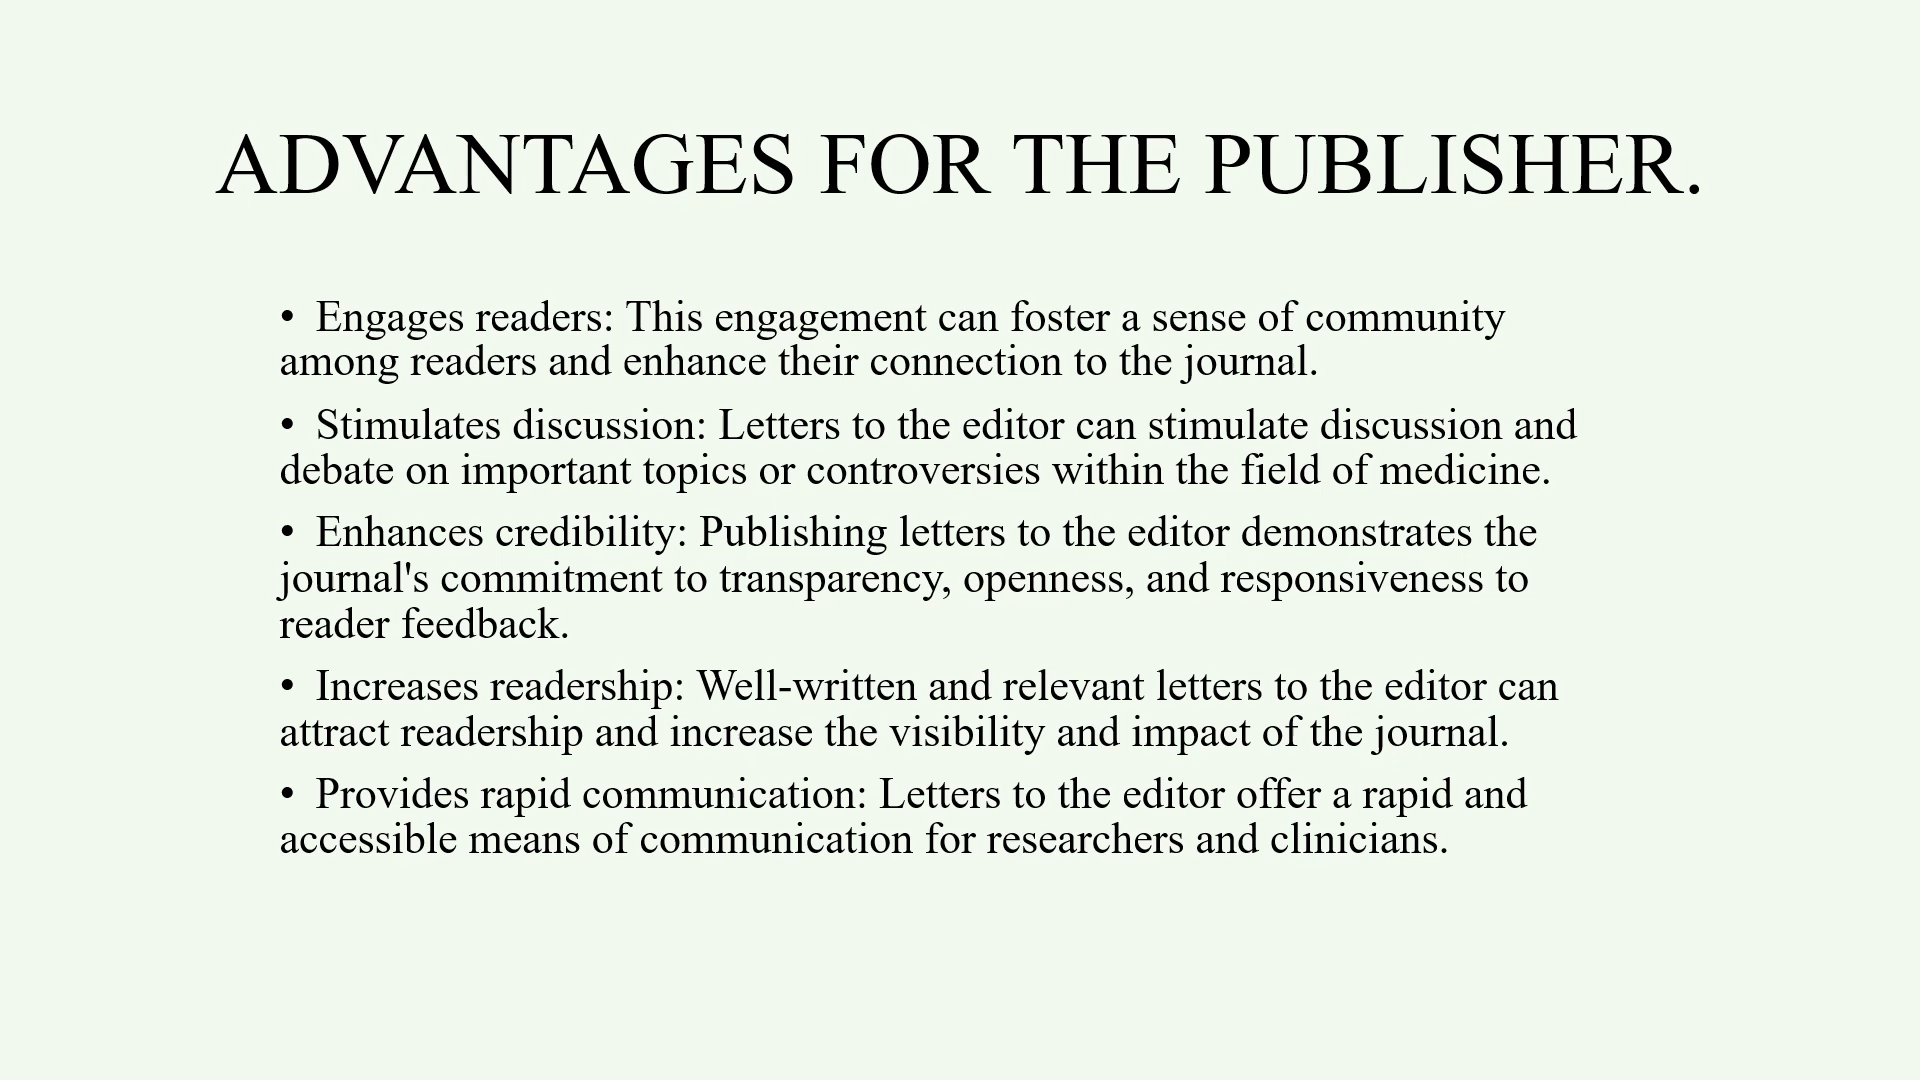 ADVANTAGES FOR THE PUBLISHER.
• Engages readers: This engagement can foster a sense of community
among readers and enhance their connection to the journal.
• Stimulates discussion: Letters to the editor can stimulate discussion and
debate on important topics or controversies within the field of medicine.
• Enhances credibility: Publishing letters to the editor demonstrates the
journal's commitment to transparency, openness, and responsiveness to
reader feedback.
• Increases readership: Well-written and relevant letters to the editor can
attract readership and increase the visibility and impact of the journal.
• Provides rapid communication: Letters to the editor offer a rapid and
accessible means of communication for researchers and clinicians.